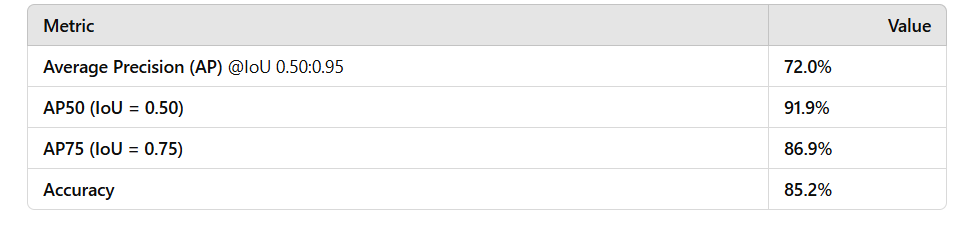 Metric Value
Average Precision (AP) @IoU 0.50:0.95 72.0%
AP50 (IoU = 0.50) 91.9%
AP75 (IoU = 0.75) 86.9%
Accuracy 85.2%